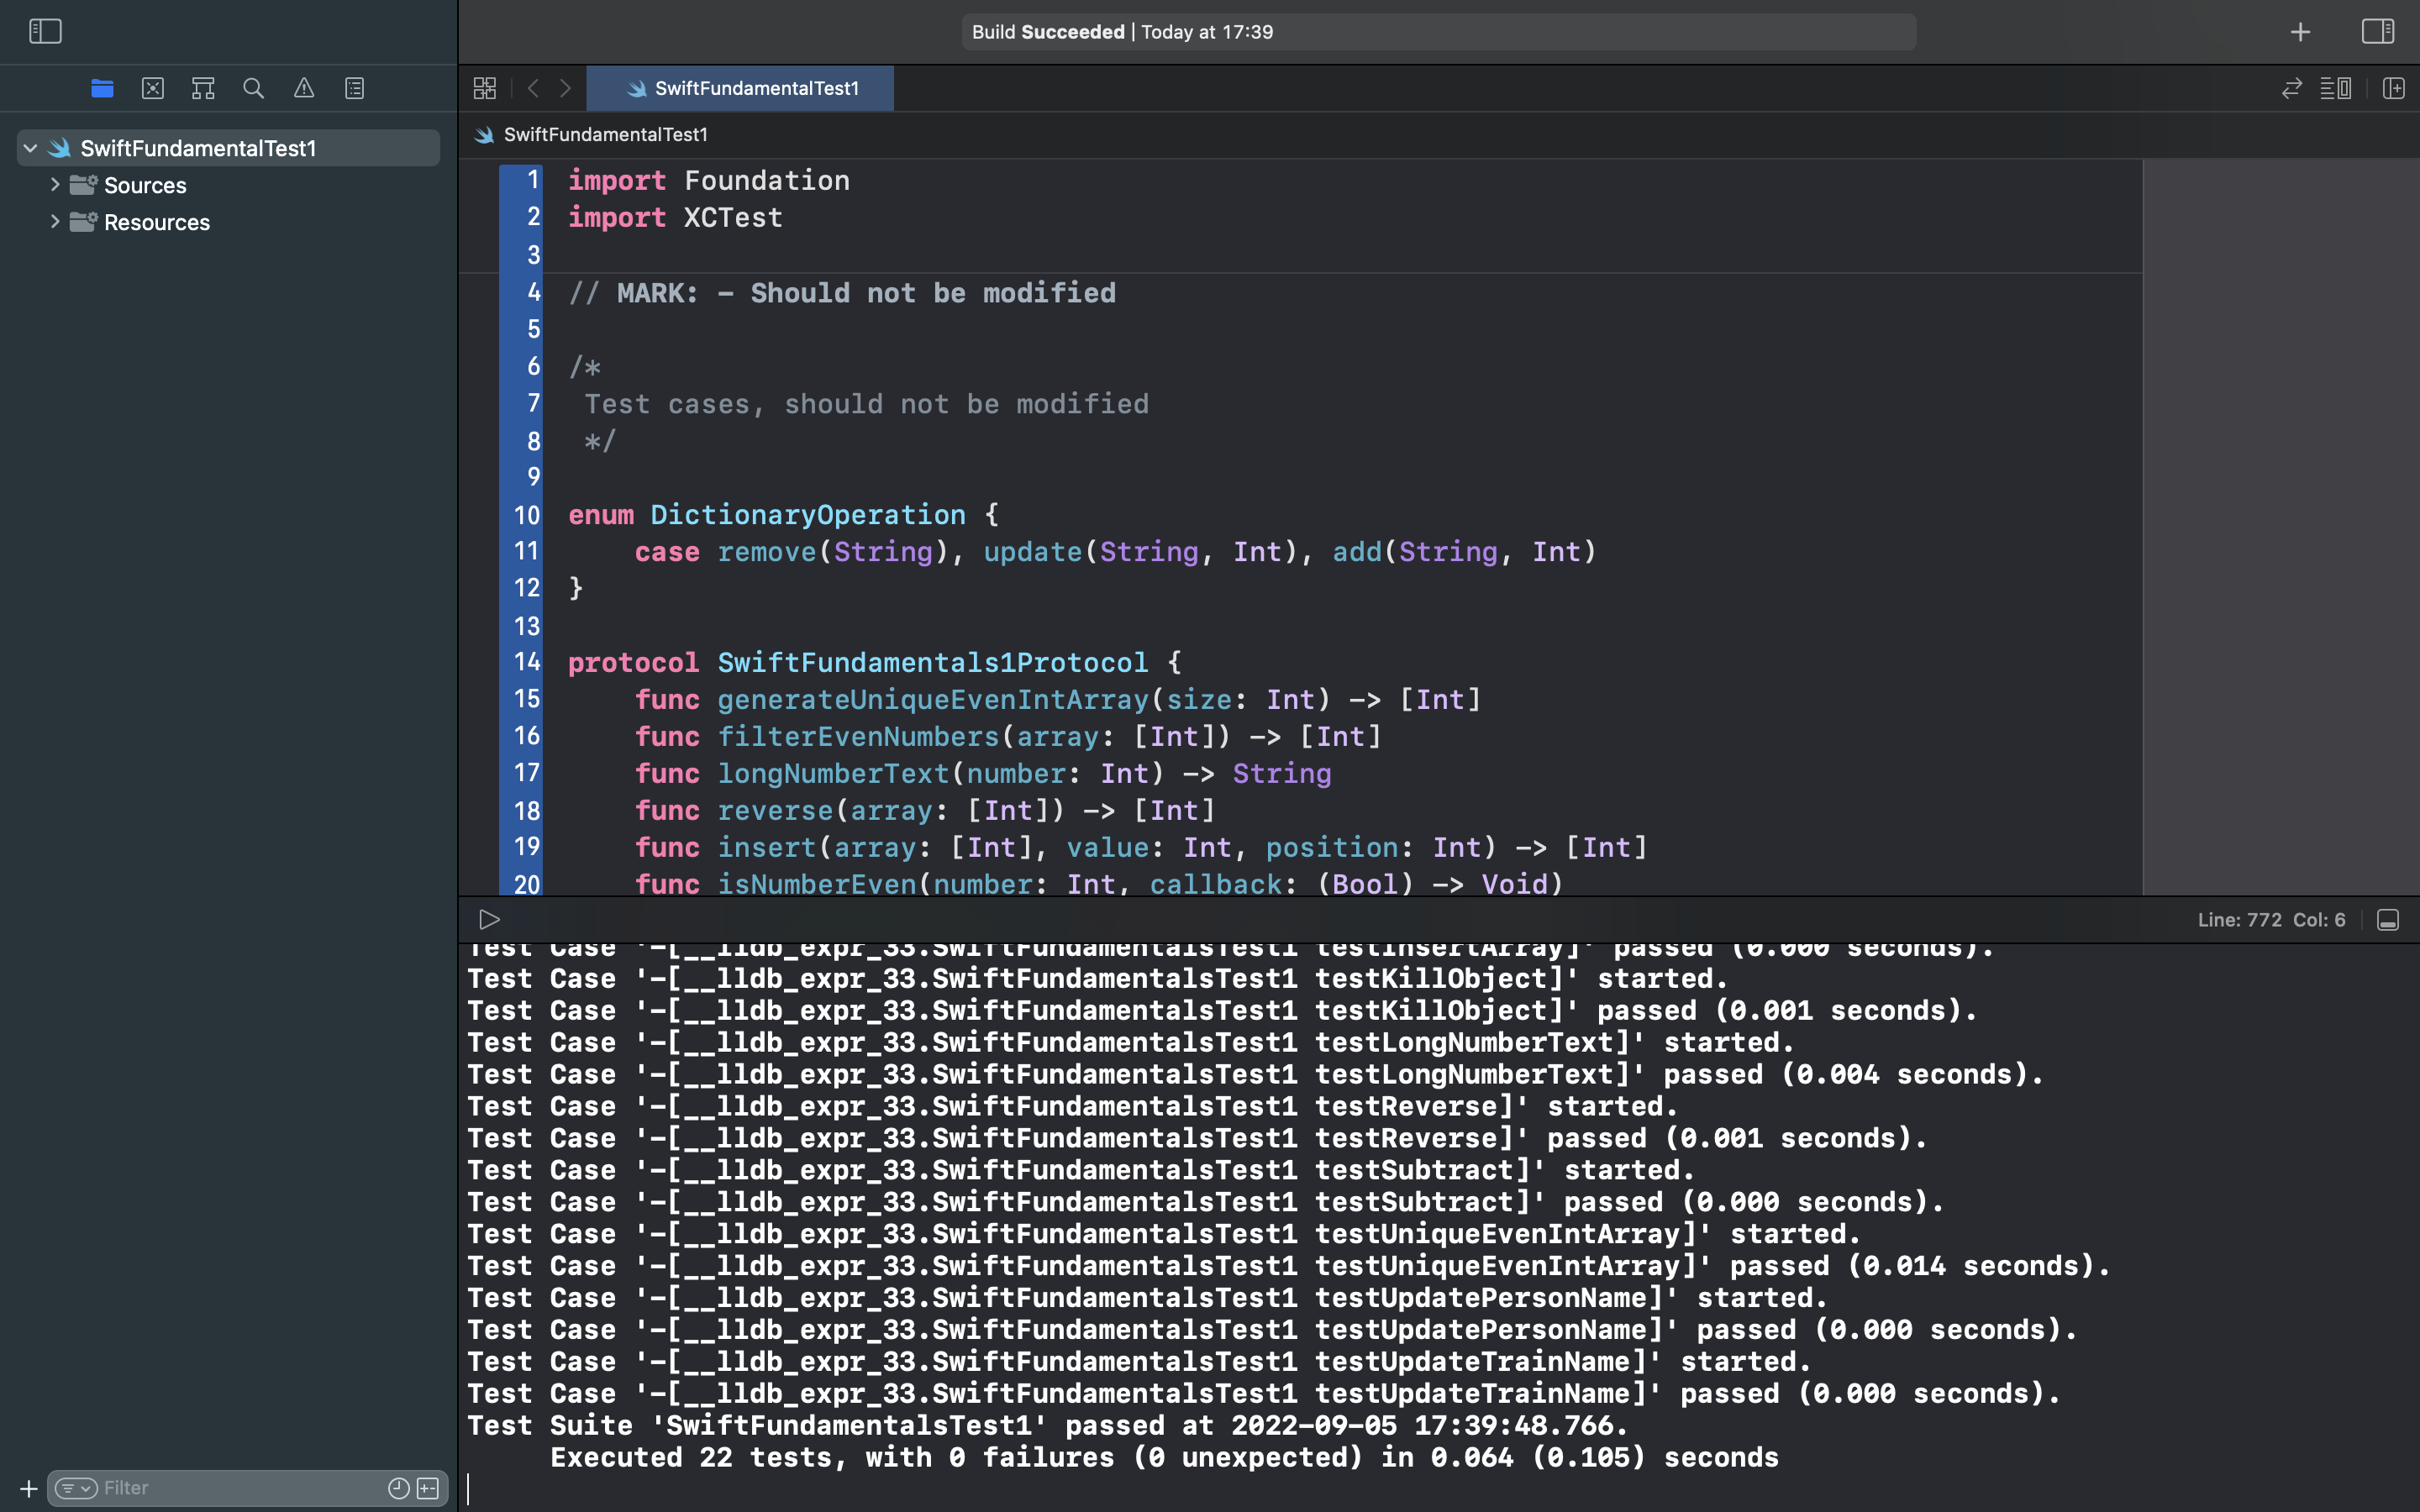 Build Succeeded | Today at 17:39
SwiftFundamentalTest1
SwiftFundamentalTest1
SwiftFundamentalTest1
Sources
Resources
1 import Foundation
2 import XCTest
3
4 // MARK: - Should not be modified
5
6 /*
7 Test cases, should not be modified
8 */
9
10 enum DictionaryOperation {
11 case remove(String), update(String, Int), add(String, Int)
12 }
13
14 protocol SwiftFundamentals1Protocol {
15 func generateUniqueEvenIntArray(size: Int) -> [Int]
16 func filterEvenNumbers(array: [Int]) -> [Int]
17 func longNumberText(number: Int) -> String
18 func reverse(array: [Int]) -> [Int]
19 func insert(array: [Int], value: Int, position: Int) -> [Int]
20 func isNumberEven(number: Int, callback: (Bool) -> Void)
Line: 772 Col: 6
Test Case '-[__lldb_expr_33.SwiftFundamentalsTest1 testInsertArray]' passed (0.000 seconds).
Test Case '-[__lldb_expr_33.SwiftFundamentalsTest1 testKillObject]' started.
Test Case '-[__lldb_expr_33.SwiftFundamentalsTest1 testKillObject]' passed (0.001 seconds).
Test Case '-[__lldb_expr_33.SwiftFundamentalsTest1 testLongNumberText]' started.
Test Case '-[__lldb_expr_33.SwiftFundamentalsTest1 testLongNumberText]' passed (0.004 seconds).
Test Case '-[__lldb_expr_33.SwiftFundamentalsTest1 testReverse]' started.
Test Case '-[__lldb_expr_33.SwiftFundamentalsTest1 testReverse]' passed (0.001 seconds).
Test Case '-[__lldb_expr_33.SwiftFundamentalsTest1 testSubtract]' started.
Test Case '-[__lldb_expr_33.SwiftFundamentalsTest1 testSubtract]' passed (0.000 seconds).
Test Case '-[__lldb_expr_33.SwiftFundamentalsTest1 testUniqueEvenIntArray]' started.
Test Case '-[__lldb_expr_33.SwiftFundamentalsTest1 testUniqueEvenIntArray]' passed (0.014 seconds).
Test Case '-[__lldb_expr_33.SwiftFundamentalsTest1 testUpdatePersonName]' started.
Test Case '-[__lldb_expr_33.SwiftFundamentalsTest1 testUpdatePersonName]' passed (0.000 seconds).
Test Case '-[__lldb_expr_33.SwiftFundamentalsTest1 testUpdateTrainName]' started.
Test Case '-[__lldb_expr_33.SwiftFundamentalsTest1 testUpdateTrainName]' passed (0.000 seconds).
Test Suite 'SwiftFundamentalsTest1' passed at 2022-09-05 17:39:48.766.
Executed 22 tests, with 0 failures (0 unexpected) in 0.064 (0.105) seconds
Filter